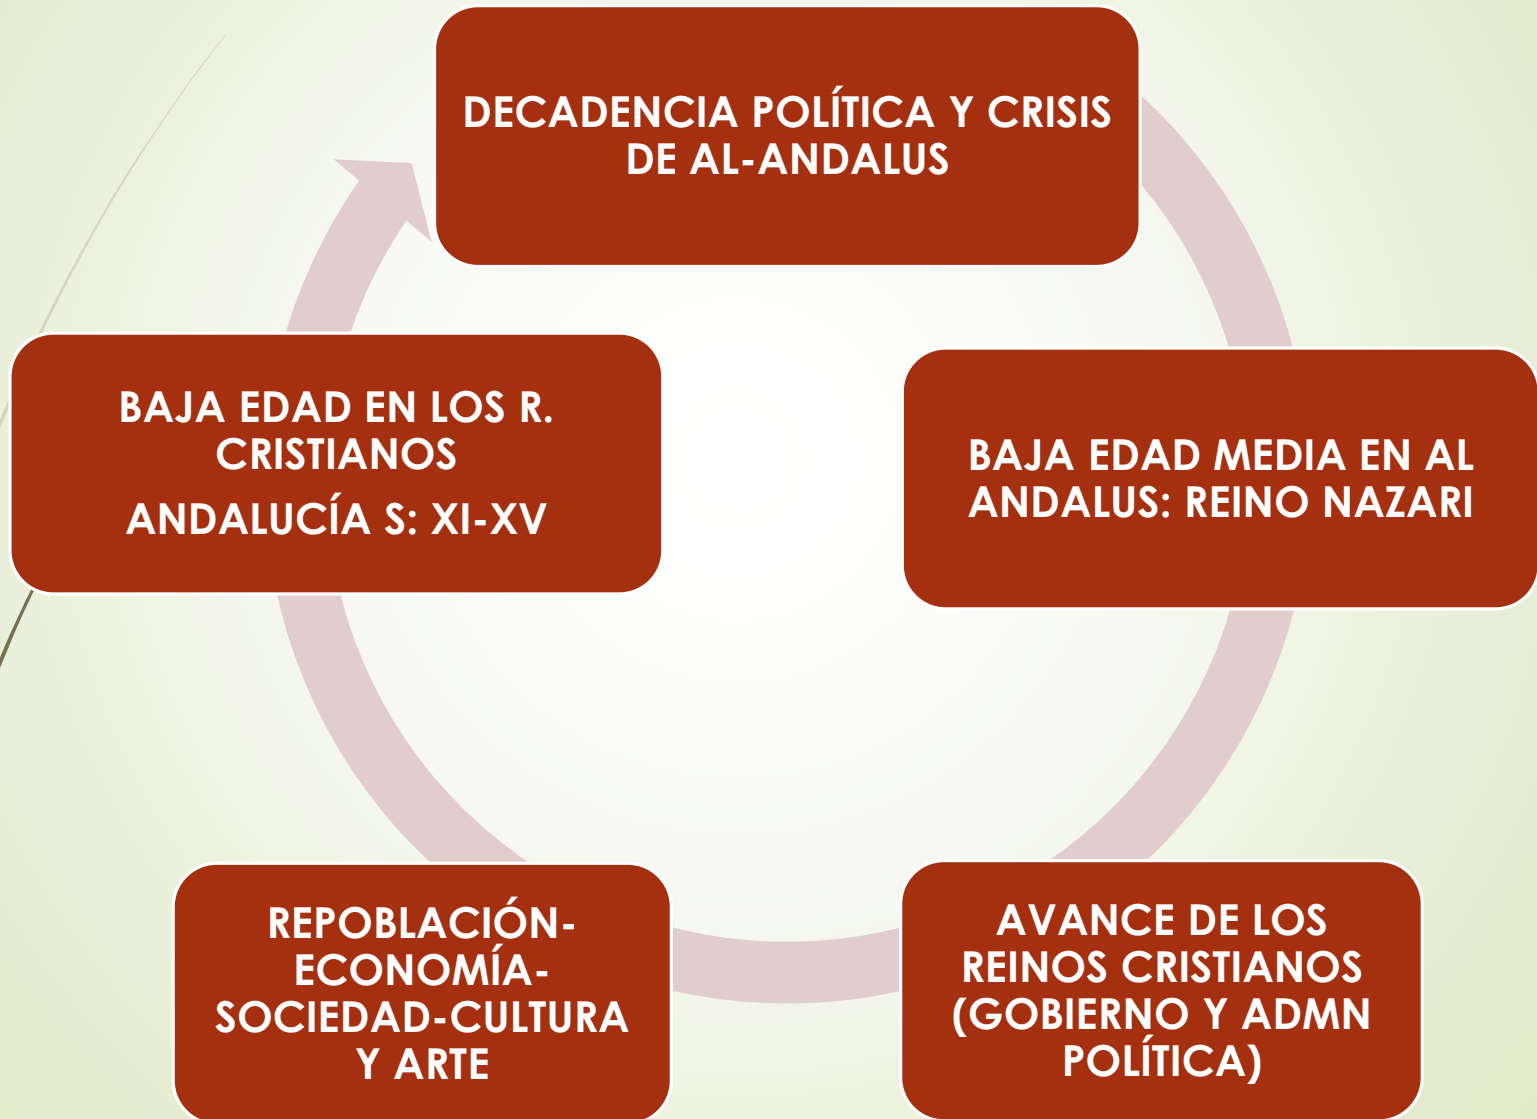 DECADENCIA POLÍTICA Y CRISIS
DE AL-ANDALUS
BAJA EDAD MEDIA EN AL
ANDALUS: REINO NAZARI
AVANCE DE LOS
REINOS CRISTIANOS
(GOBIERNO Y ADMN
POLÍTICA)
REPOBLACIÓN-
ECONOMÍA-
SOCIEDAD-CULTURA
Y ARTE
BAJA EDAD EN LOS R.
CRISTIANOS
ANDALUCÍA S: XI-XV